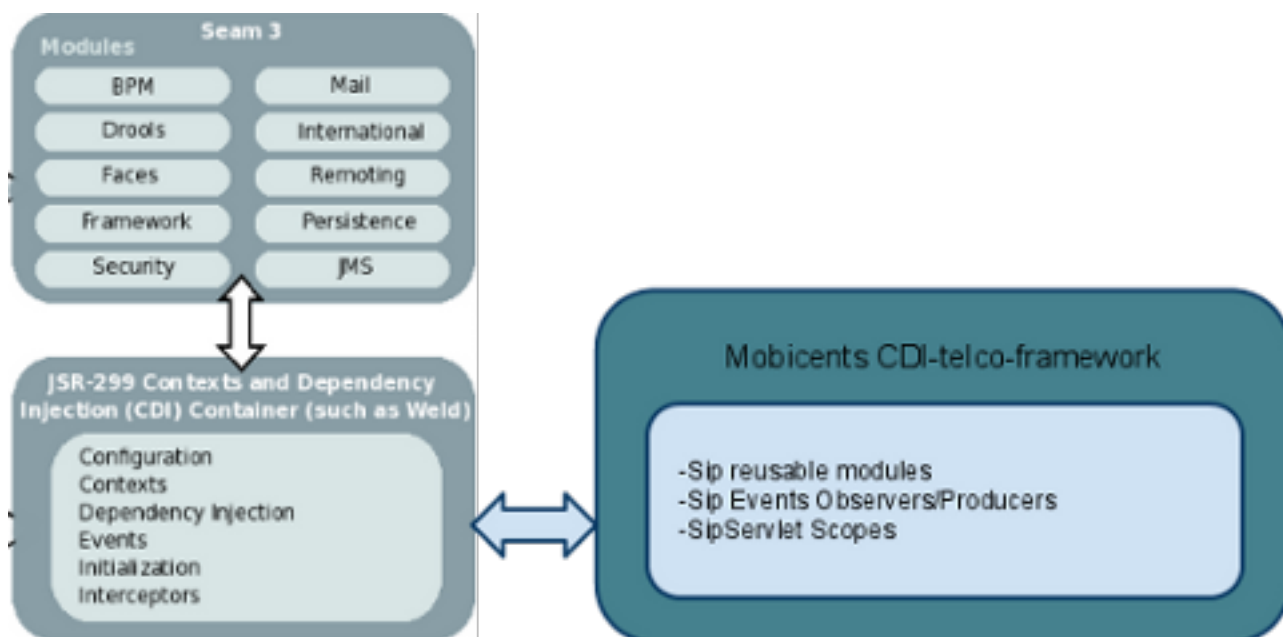 Seam 3
Modules
BPM
Mail
Drools
International
Faces
Remoting
Framework
Persistence
Security
JMS
JSR-299 Contexts and Dependency
Injection (CDI) Container (such as Weld)
Configuration
Contexts
Dependency Injection
Events
Initialization
Interceptors
Mobicents CDI-telco-framework
-Sip reusable modules
-Sip Events Observers/Producers
-SipServlet Scopes